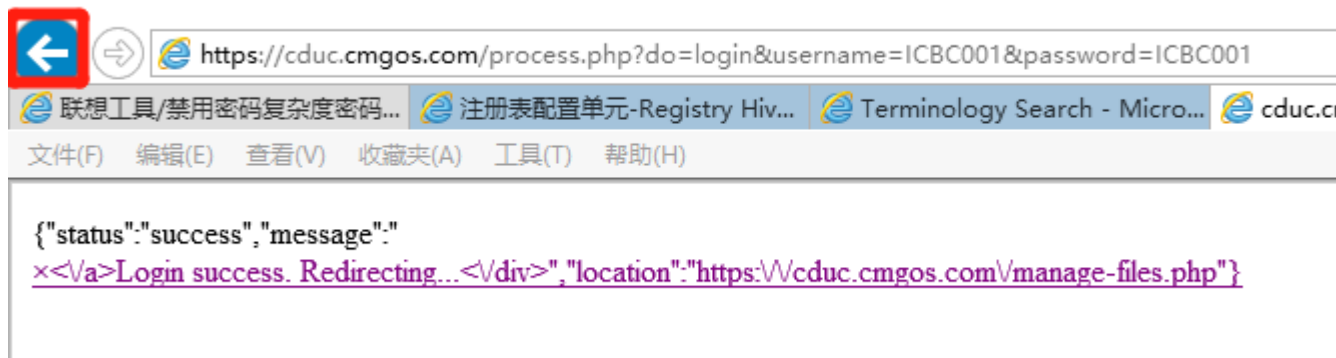 https://cduc.cmgos.com/process.php?do=login&username=ICBC001&password=ICBC001
联想工具/禁用密码复杂度密码... 注册表配置单元-Registry Hiv... Terminology Search - Micro... cduc.c
文件(F) 编辑(E) 查看(V) 收藏夹(A) 工具(T) 帮助(H)
{"status":"success","message":"
×<\/a>Login success. Redirecting...<\/div>","location":"https:\/\/cduc.cmgos.com\/manage-files.php"}